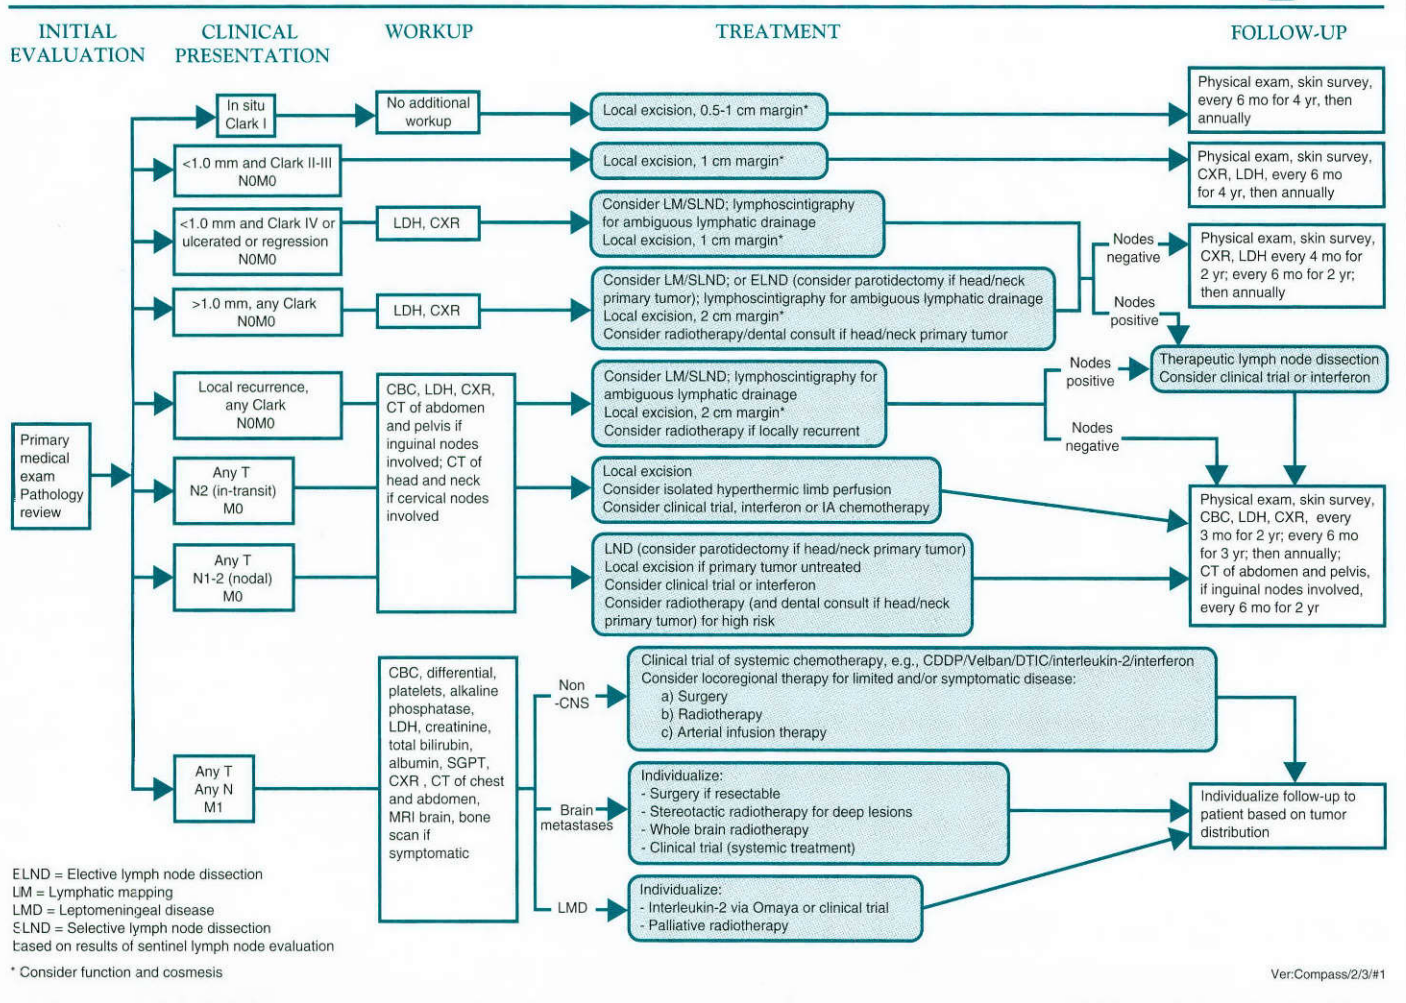 INITIAL
EVALUATION
CLINICAL
PRESENTATION
WORKUP
TREATMENT
FOLLOW-UP
Primary
medical
exam
Pathology
review
In situ
Clark I
No additional
workup
Local excision, 0.5-1 cm margin*
Physical exam, skin survey,
every 6 mo for 4 yr, then
annually
<1.0 mm and Clark II-III
N0M0
Local excision, 1 cm margin*
Physical exam, skin survey,
CXR, LDH, every 6 mo
for 4 yr, then annually
<1.0 mm and Clark IV or
ulcerated or regression
N0M0
LDH, CXR
Consider LM/SLND; lymphoscintigraphy
for ambiguous lymphatic drainage
Local excision, 1 cm margin*
Nodes
negative
Physical exam, skin survey,
CXR, LDH every 4 mo for
2 yr; every 6 mo for 2 yr;
then annually
>1.0 mm, any Clark
N0M0
LDH, CXR
Consider LM/SLND; or ELND (consider parotidectomy if head/neck
primary tumor); lymphoscintigraphy for ambiguous lymphatic drainage
Local excision, 2 cm margin*
Consider radiotherapy/dental consult if head/neck primary tumor
Nodes
positive
Therapeutic lymph node dissection
Consider clinical trial or interferon
Local recurrence,
any Clark
N0M0
CBC, LDH, CXR,
CT of abdomen
and pelvis if
inguinal nodes
involved; CT of
head and neck
if cervical nodes
involved
Consider LM/SLND; lymphoscintigraphy for
ambiguous lymphatic drainage
Local excision, 2 cm margin*
Consider radiotherapy if locally recurrent
Nodes
positive
Nodes
negative
Any T
N2 (in-transit)
M0
Local excision
Consider isolated hyperthermic limb perfusion
Consider clinical trial, interferon or IA chemotherapy
Physical exam, skin survey,
CBC, LDH, CXR, every
3 mo for 2 yr; every 6 mo
for 3 yr; then annually;
CT of abdomen and pelvis,
if inguinal nodes involved,
every 6 mo for 2 yr
Any T
N1-2 (nodal)
M0
LND (consider parotidectomy if head/neck primary tumor)
Local excision if primary tumor untreated
Consider clinical trial or interferon
Consider radiotherapy (and dental consult if head/neck
primary tumor) for high risk
Any T
Any N
M1
CBC, differential,
platelets, alkaline
phosphatase,
LDH, creatinine,
total bilirubin,
albumin, SGPT,
CXR , CT of chest
and abdomen,
MRI brain, bone
scan if
symptomatic
Non
-CNS
Clinical trial of systemic chemotherapy, e.g., CDDP/Velban/DTIC/interleukin-2/interferon
Consider locoregional therapy for limited and/or symptomatic disease:
a) Surgery
b) Radiotherapy
c) Arterial infusion therapy
Brain
metastases
Individualize:
- Surgery if resectable
- Stereotactic radiotherapy for deep lesions
- Whole brain radiotherapy
- Clinical trial (systemic treatment)
Individualize follow-up to
patient based on tumor
distribution
LMD
Individualize:
- Interleukin-2 via Omaya or clinical trial
- Palliative radiotherapy
ELND = Elective lymph node dissection
LM = Lymphatic mapping
LMD = Leptomeningeal disease
SLND = Selective lymph node dissection
based on results of sentinel lymph node evaluation
* Consider function and cosmesis
Ver:Compass/2/3/#1